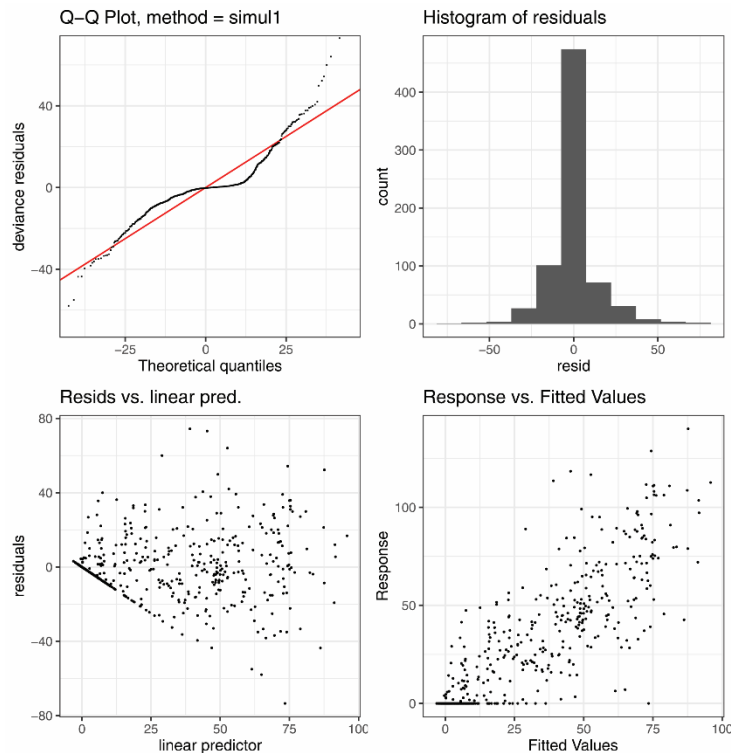 Q-Q Plot, method = simul1
deviance residuals
40
0
−40
−25
0
25
Theoretical quantiles
Histogram of residuals
count
400
300
200
100
0
−50
0
50
resid
Resids vs. linear pred.
residuals
80
40
0
−40
−80
0
25
50
75
100
linear predictor
Response vs. Fitted Values
Response
100
50
0
0
25
50
75
100
Fitted Values